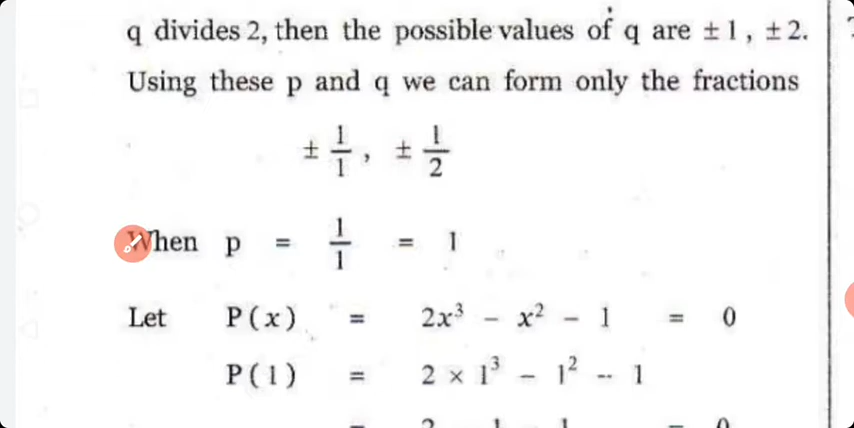 q divides 2, then the possible values of q are ±1, ±2.
Using these p and q we can form only the fractions
± 1/1, ± 1/2
When p = 1/1 = 1
Let P(x) = 2x³ − x² − 1 = 0
P(1) = 2 × 1³ − 1² -- 1